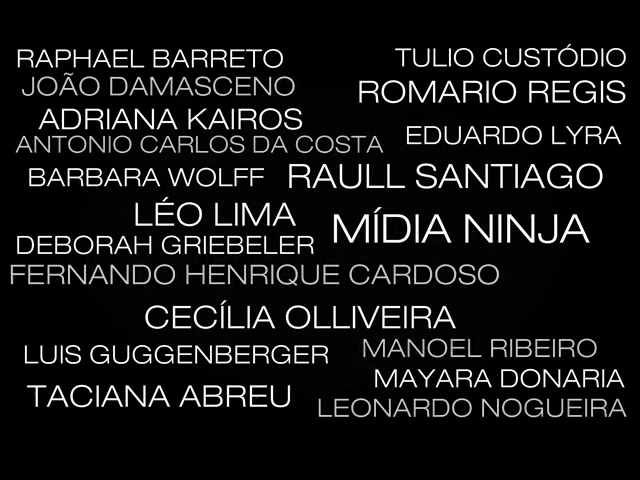 RAPHAEL BARRETO
TULIO CUSTÓDIO
JOÃO DAMASCENO
ROMARIO REGIS
ADRIANA KAIROS
EDUARDO LYRA
ANTONIO CARLOS DA COSTA
BARBARA WOLFF
RAULL SANTIAGO
LÉO LIMA
MÍDIA NINJA
DEBORAH GRIEBELER
FERNANDO HENRIQUE CARDOSO
CECÍLIA OLLIVEIRA
LUIS GUGGENBERGER
MANOEL RIBEIRO
MAYARA DONARIA
TACIANA ABREU
LEONARDO NOGUEIRA